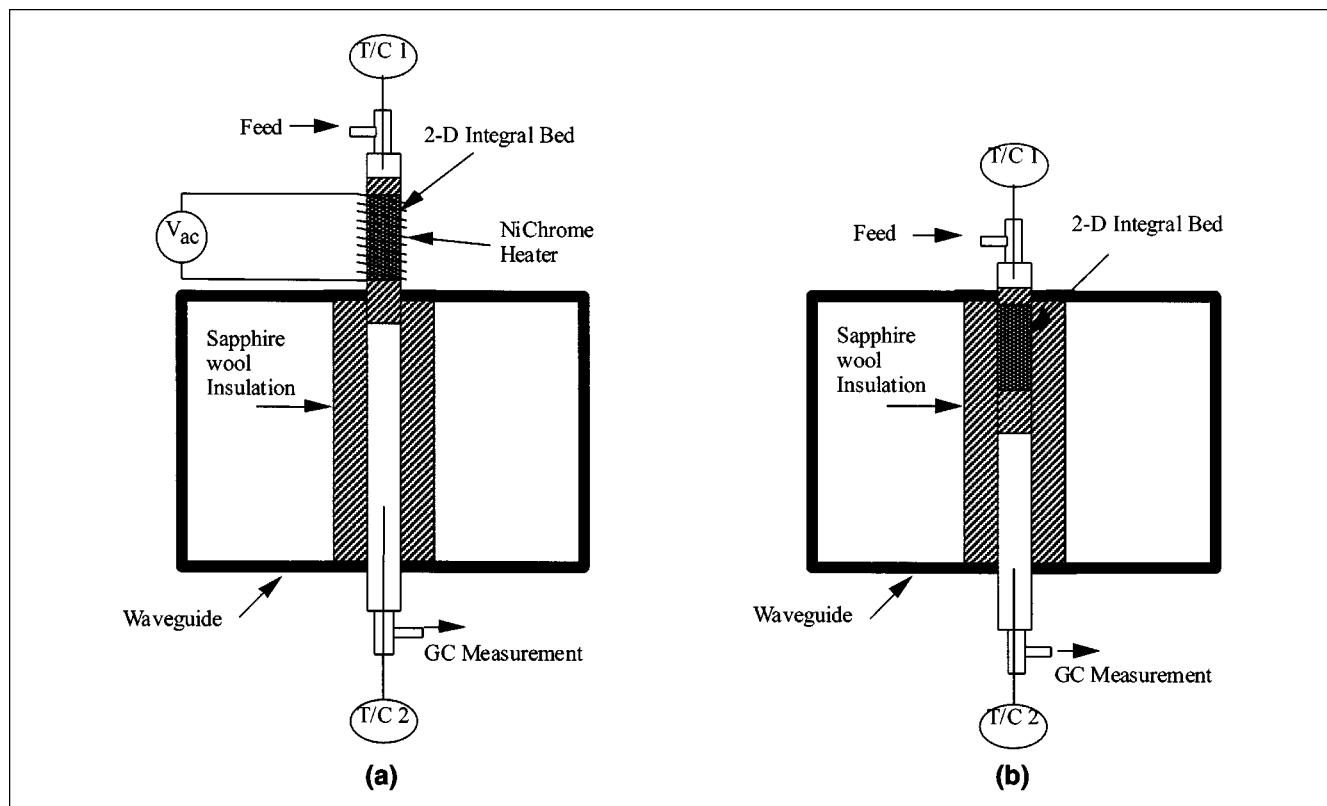 T/C 1
Feed
2-D Integral Bed
Vac
NiChrome
Heater
Sapphire
wool
Insulation
Waveguide
GC Measurement
T/C 2
(a)
T/C 1
Feed
2-D Integral Bed
Sapphire
wool
Insulation
Waveguide
GC Measurement
T/C 2
(b)